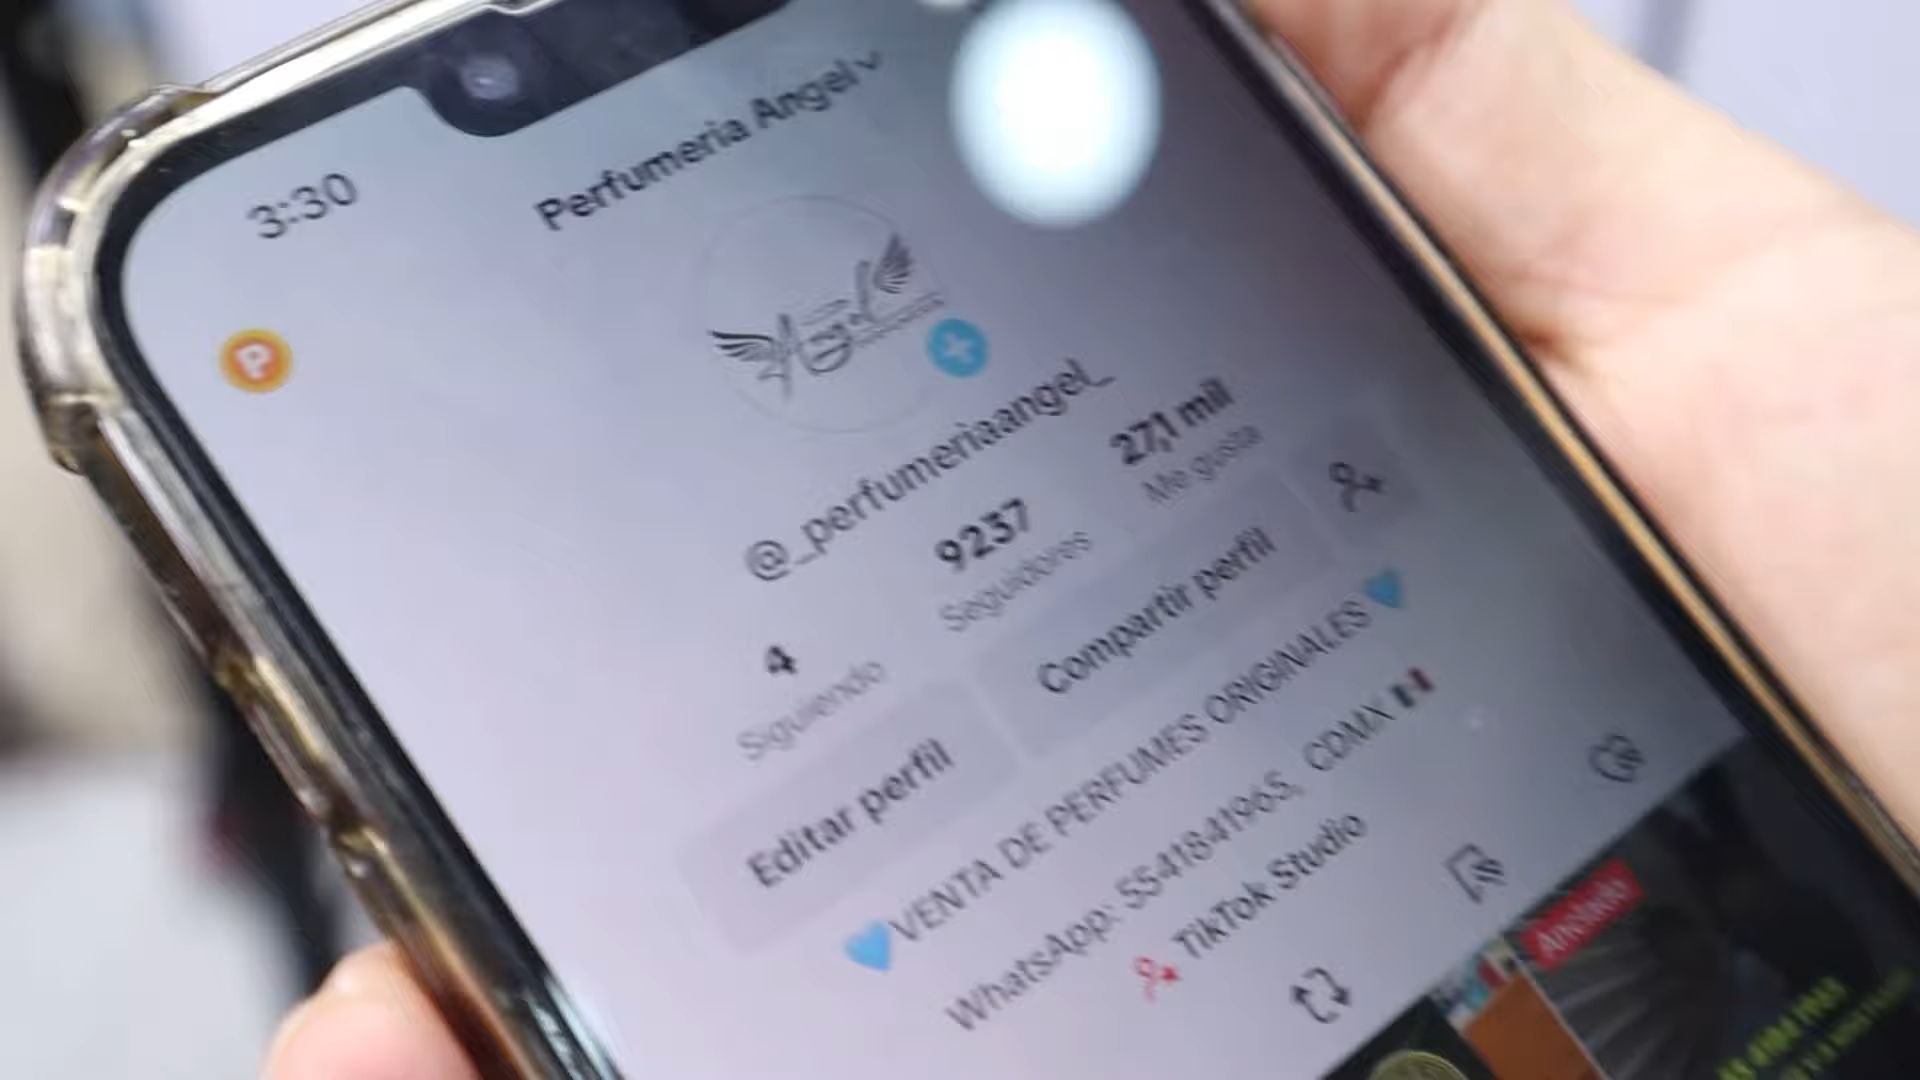 3:30
Perfumeria Angel
P
Angel
@_perfumeriaangel_
4
Siguiendo
9237
Seguidores
27,1 mil
Me gusta
Editar perfil
Compartir perfil
💙VENTA DE PERFUMES ORIGINALES💙
WhatsApp: 5541841965, CDMX 🇲🇽
TikTok Studio
Anclado